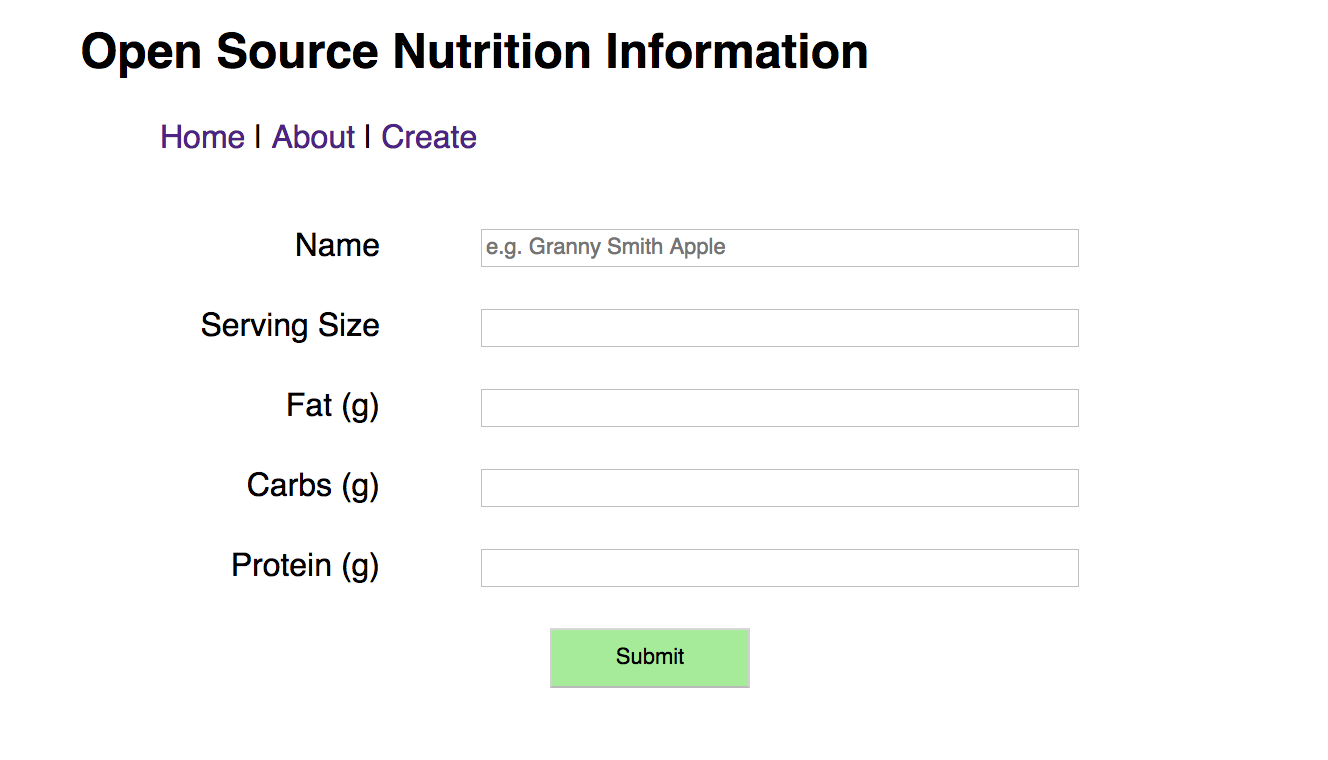 Open Source Nutrition Information
Home | About | Create
Name
e.g. Granny Smith Apple
Serving Size
Fat (g)
Carbs (g)
Protein (g)
Submit